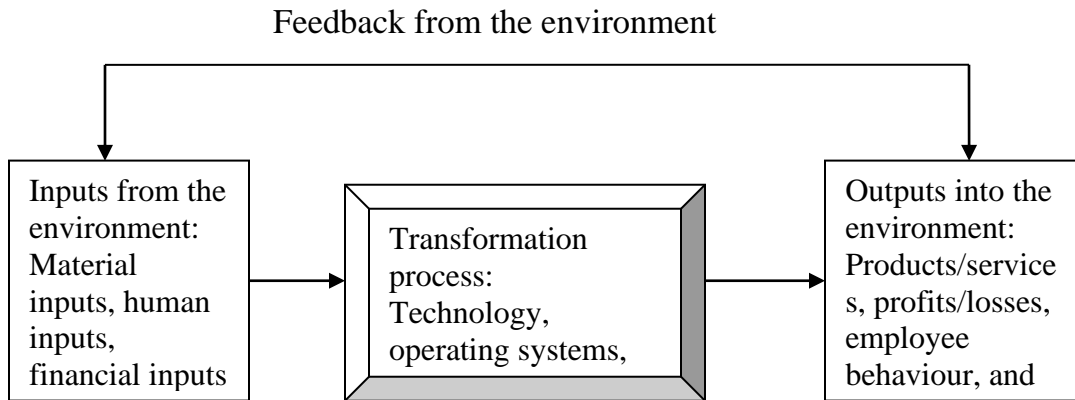 Feedback from the environment
Inputs from the
environment:
Material
inputs, human
inputs,
financial inputs
Transformation
process:
Technology,
operating systems,
Outputs into the
environment:
Products/service
s, profits/losses,
employee
behaviour, and